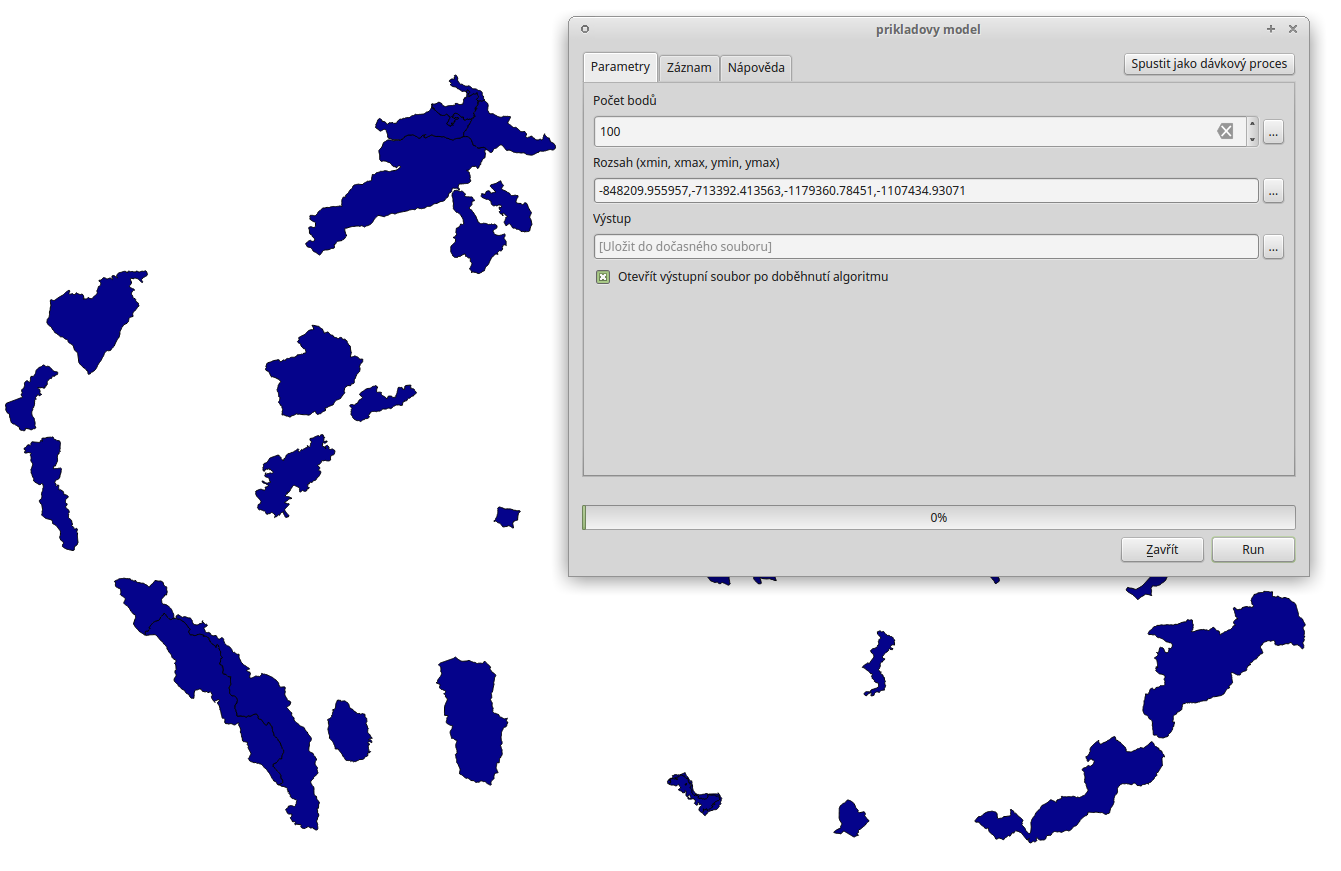 prikladovy model
Parametry Záznam Nápověda Spustit jako dávkový proces
Počet bodů
100
...
Rozsah (xmin, xmax, ymin, ymax)
-848209.955957,-713392.413563,-1179360.78451,-1107434.93071
...
Výstup
[Uložit do dočasného souboru]
...
Otevřít výstupní soubor po doběhnutí algoritmu
0%
Zavřít Run